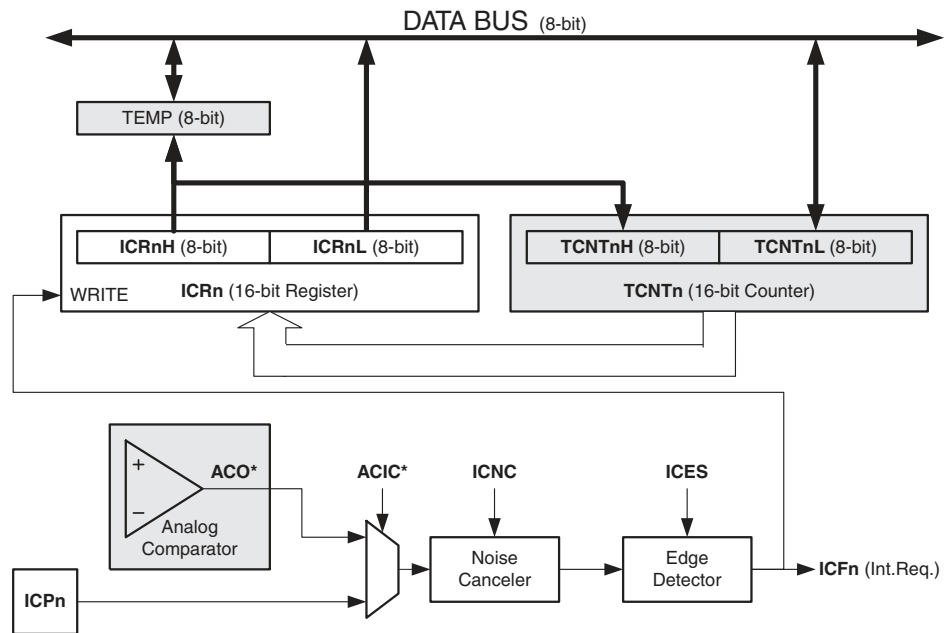 DATA BUS (8-bit)
TEMP (8-bit)
ICRnH (8-bit)
ICRnL (8-bit)
TCNTnH (8-bit)
TCNTnL (8-bit)
WRITE
ICRn (16-bit Register)
TCNTn (16-bit Counter)
+
ACO*
−
Analog
Comparator
ACIC*
ICNC
ICES
Noise
Canceler
Edge
Detector
ICFn (Int.Req.)
ICPn